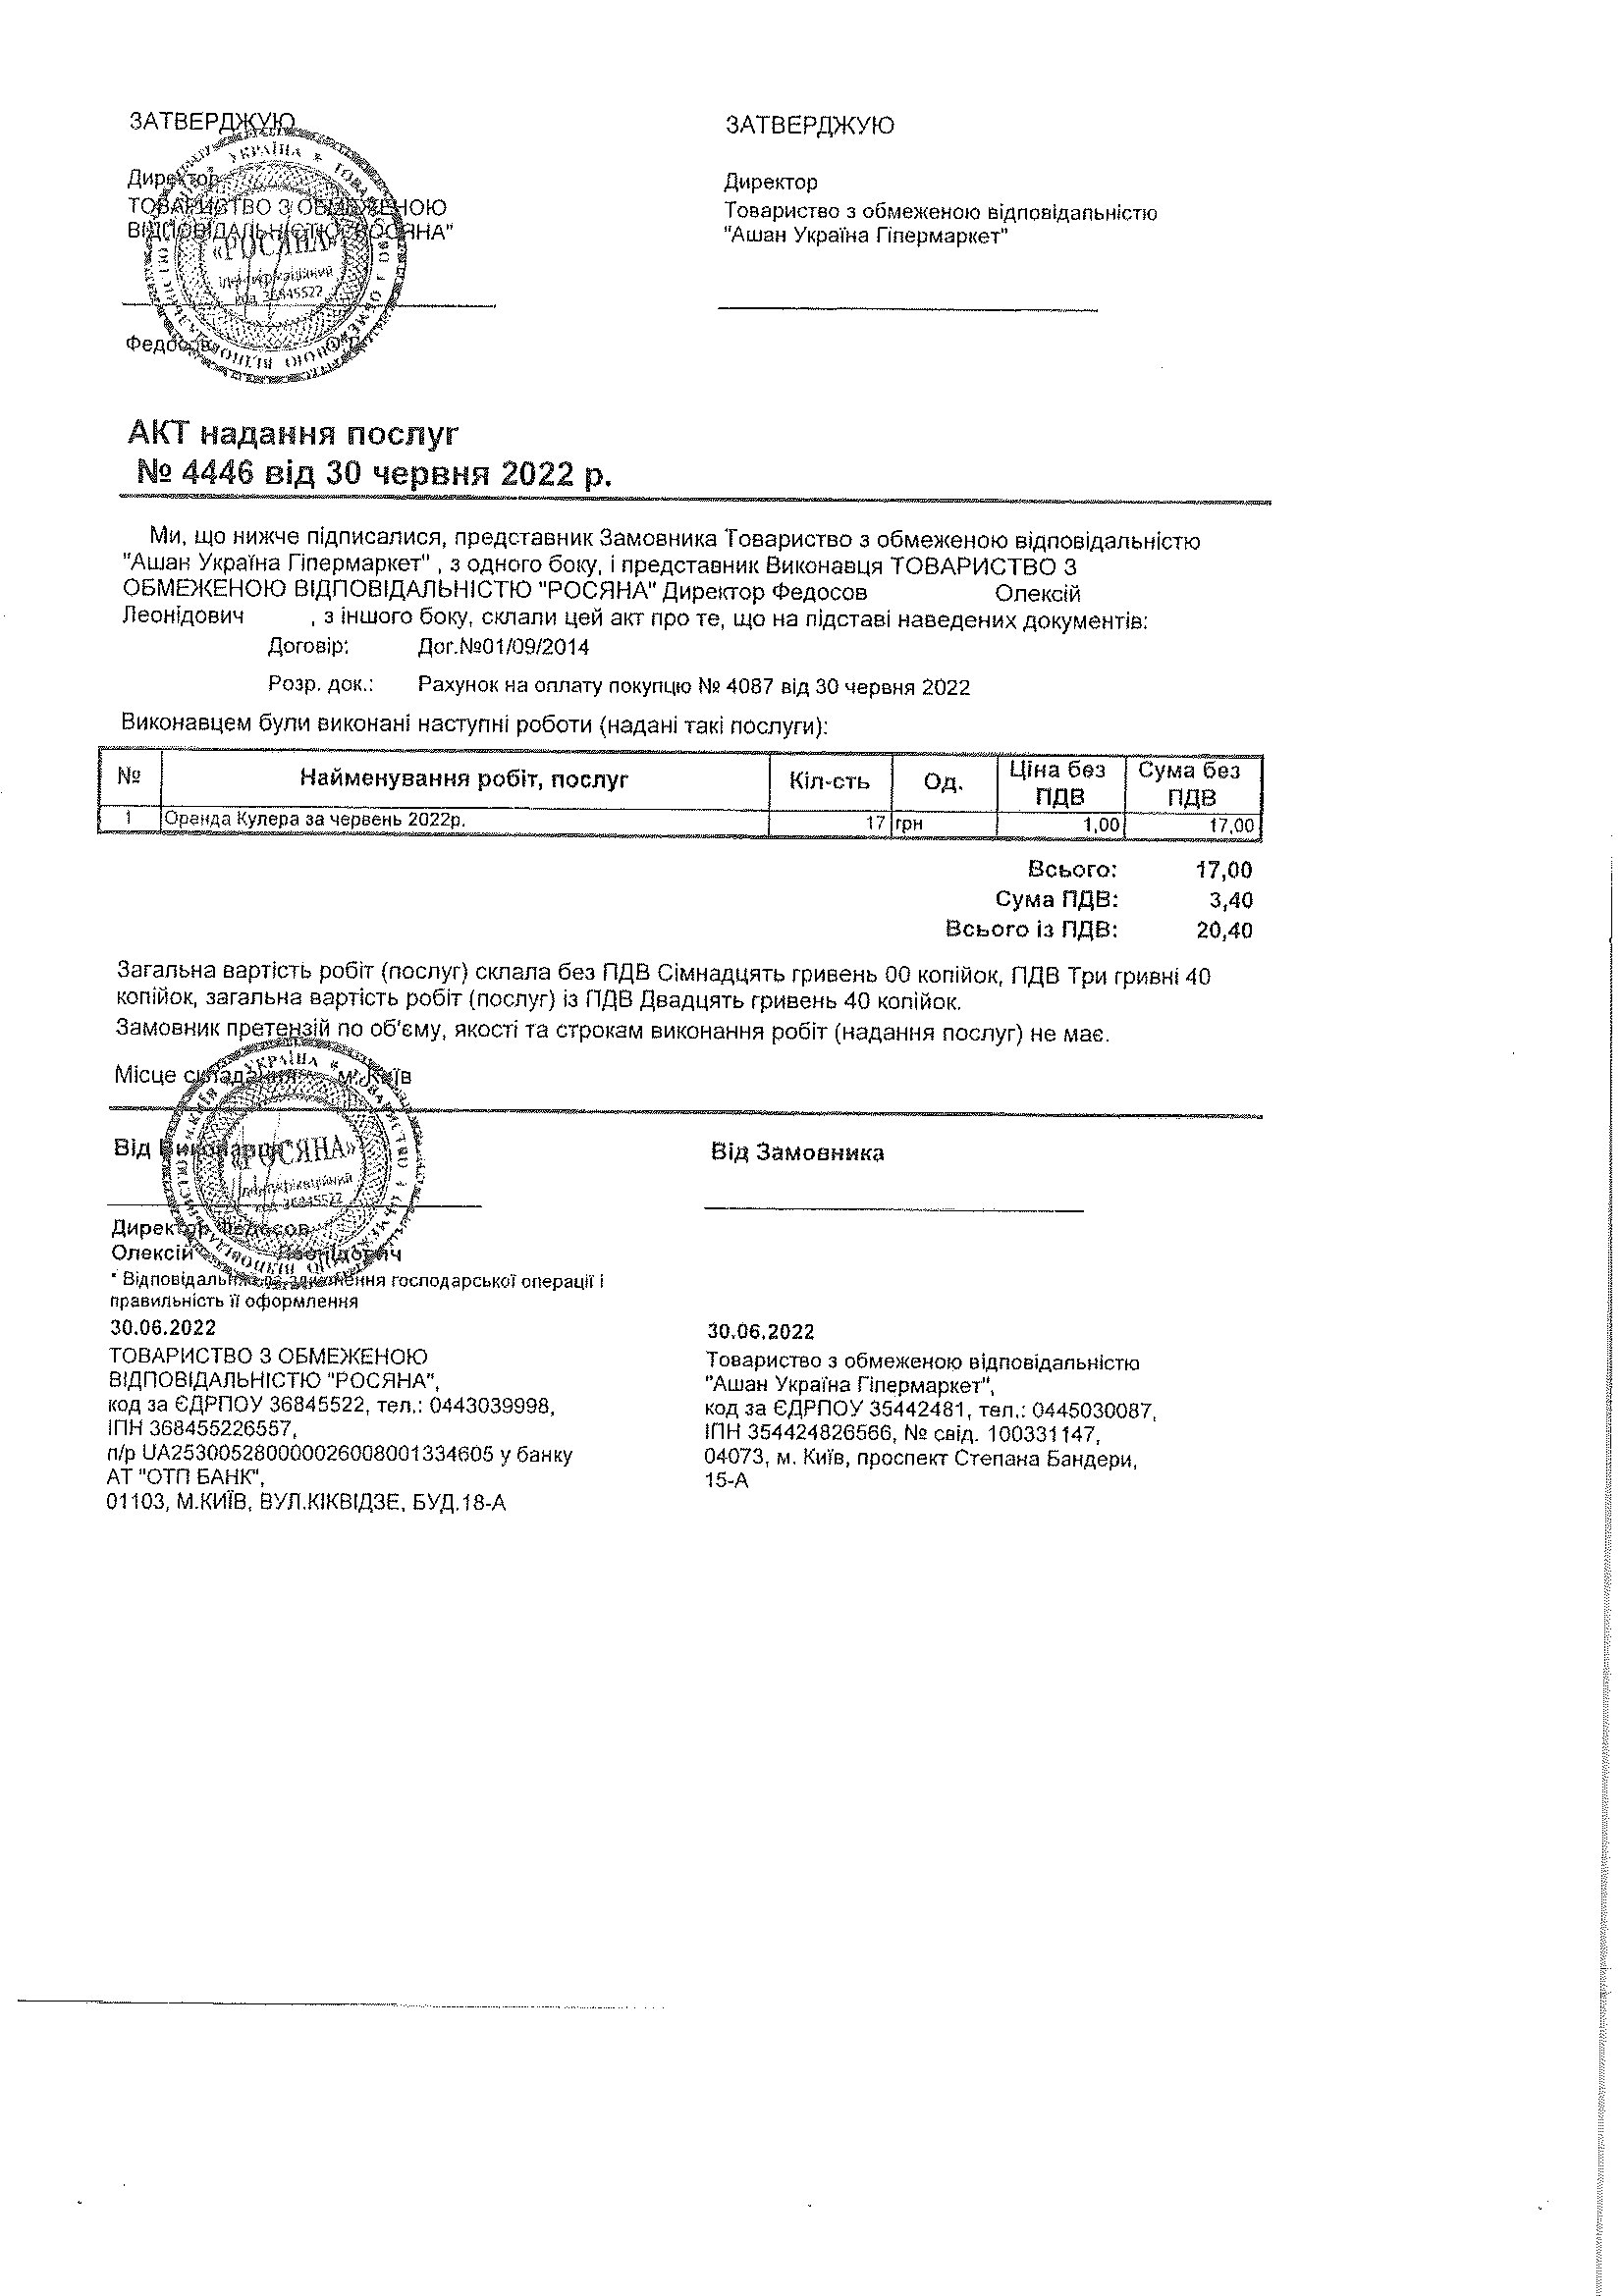 ЗАТВЕРДЖУЮ
Директор
ТОВАРИСТВО З ОБМЕЖЕНОЮ
ВІДПОВІДАЛЬНІСТЮ "РОСЯНА"
УКРАЇНА * ТОВАРИСТВО З ОБМЕЖЕНОЮ ВІДПОВІДАЛЬНІСТЮ
«РОСЯНА»
Ідентифікаційний
код 36845522
ЗАТВЕРДЖУЮ
Директор
Товариство з обмеженою відповідальністю
"Ашан Україна Гіпермаркет"
АКТ надання послуг
№ 4446 від 30 червня 2022 р.
Ми, що нижче підписалися, представник Замовника Товариство з обмеженою відповідальністю
"Ашан Україна Гіпермаркет" , з одного боку, і представник Виконавця ТОВАРИСТВО З
ОБМЕЖЕНОЮ ВІДПОВІДАЛЬНІСТЮ "РОСЯНА" Директор Федосов Олексій
Леонідович , з іншого боку, склали цей акт про те, що на підставі наведених документів:
Договір: Дог.№01/09/2014
Розр. док.: Рахунок на оплату покупцю № 4087 від 30 червня 2022
Виконавцем були виконані наступні роботи (надані такі послуги):
№ Найменування робіт, послуг Кіл-сть Од. Ціна без ПДВ Сума без ПДВ
1 Оренда Кулера за червень 2022р. 17 грн 1,00 17,00
Всього: 17,00
Сума ПДВ: 3,40
Всього із ПДВ: 20,40
Загальна вартість робіт (послуг) склала без ПДВ Сімнадцять гривень 00 копійок, ПДВ Три гривні 40
копійок, загальна вартість робіт (послуг) із ПДВ Двадцять гривень 40 копійок.
Замовник претензій по об'єму, якості та строкам виконання робіт (надання послуг) не має.
Місце складання: м. Київ
Від Виконавця*
УКРАЇНА * ТОВАРИСТВО З ОБМЕЖЕНОЮ ВІДПОВІДАЛЬНІСТЮ * м.КИЇВ
«РОСЯНА»
Ідентифікаційний
код 36845522
Директор Федосов
Олексій Леонідович
* Відповідальний за здійснення господарської операції і
правильність її оформлення
30.06.2022
ТОВАРИСТВО З ОБМЕЖЕНОЮ
ВІДПОВІДАЛЬНІСТЮ "РОСЯНА",
код за ЄДРПОУ 36845522, тел.: 0443039998,
ІПН 368455226557,
п/р UA253005280000026008001334605 у банку
АТ "ОТП БАНК",
01103, М.КИЇВ, ВУЛ.КІКВІДЗЕ, БУД.18-А
Від Замовника
30.06.2022
Товариство з обмеженою відповідальністю
"Ашан Україна Гіпермаркет",
код за ЄДРПОУ 35442481, тел.: 0445030087,
ІПН 354424826566, № свід. 100331147,
04073, м. Київ, проспект Степана Бандери,
15-А